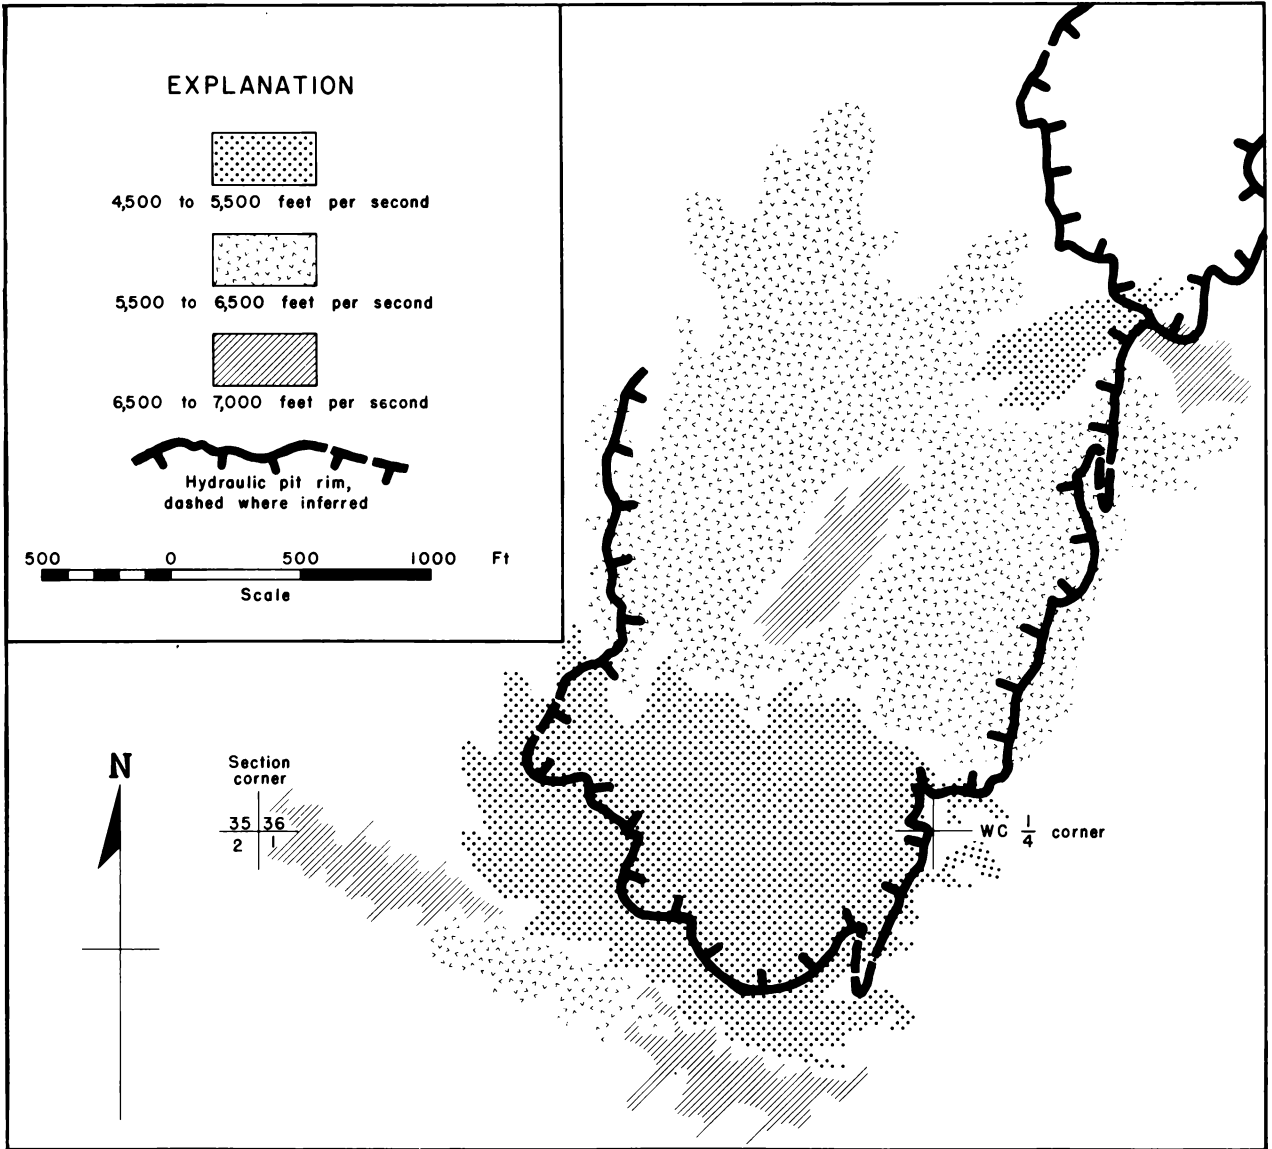 EXPLANATION
4,500 to 5,500 feet per second
5,500 to 6,500 feet per second
6,500 to 7,000 feet per second
Hydraulic pit rim,
dashed where inferred
500 0 500 1000 Ft
Scale
N
Section
corner
35 36
2 1
WC 1/4 corner